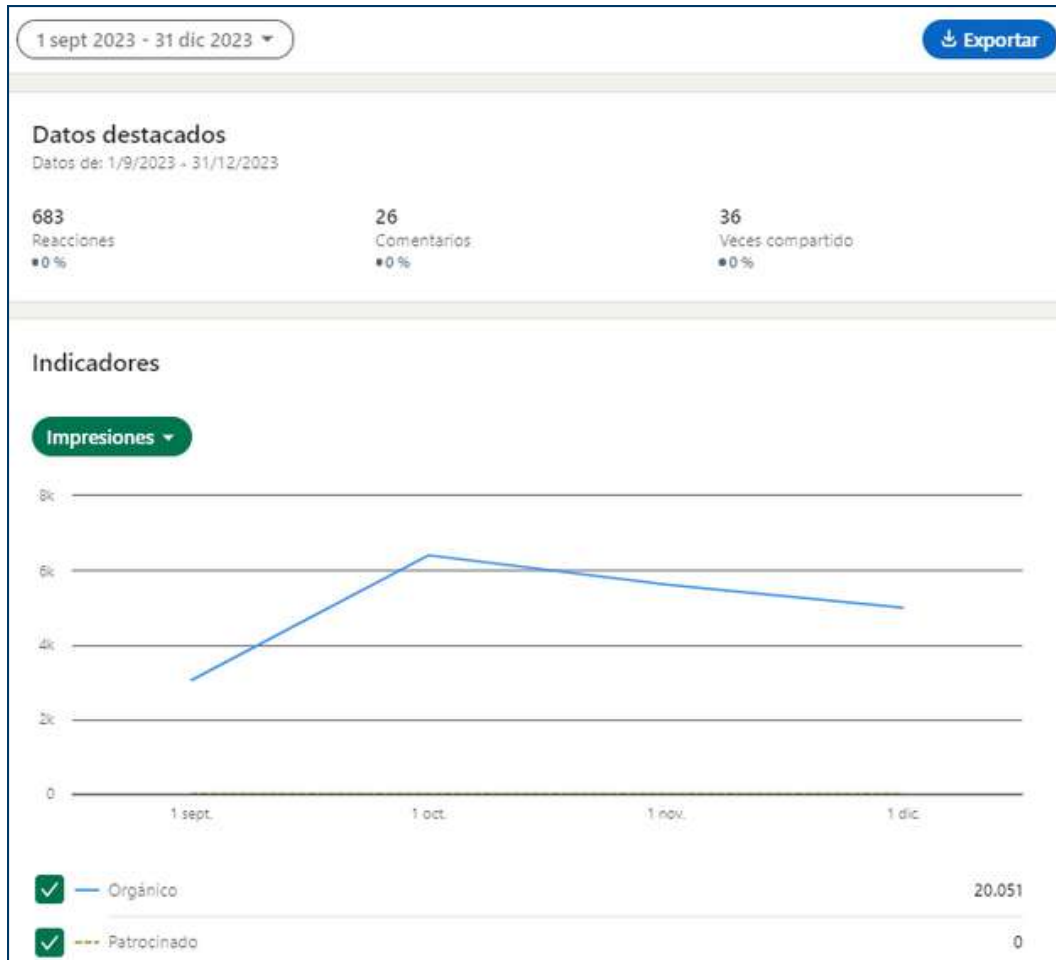 1 sept 2023 - 31 dic 2023
Exportar
Datos destacados
Datos de: 1/9/2023 - 31/12/2023
683 26 36
Reacciones Comentarios Veces compartido
0 % 0 % 0 %
Indicadores
Impresiones
8k
6k
4k
2k
0
1 sept. 1 oct. 1 nov. 1 dic.
Orgánico 20.051
Patrocinado 0